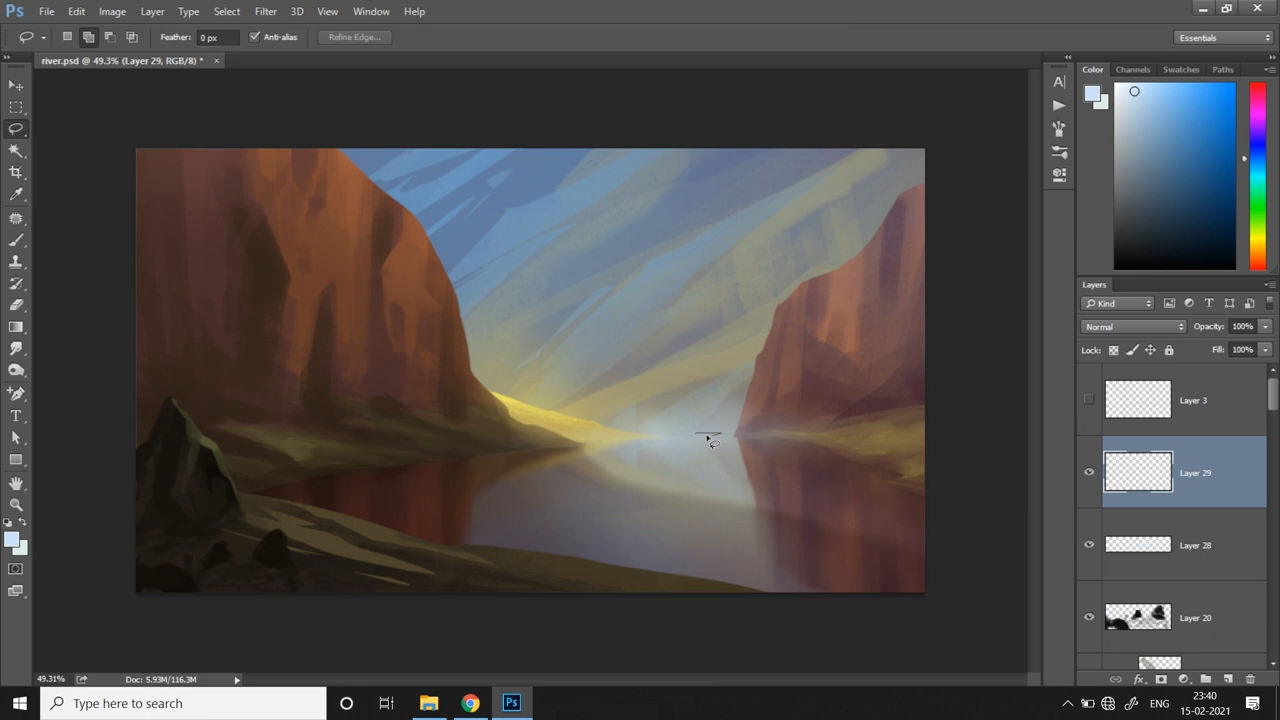 Ps File Edit Image Layer Type Select Filter 3D View Window Help
Feather: 0 px Anti-alias Refine Edge... Essentials
river.psd @ 49.3% (Layer 29, RGB/8) * ×
Color Channels Swatches Paths
Layers
Kind
Normal Opacity: 100%
Lock: Fill: 100%
Layer 3
Layer 29
Layer 28
Layer 20
49.31% Doc: 5.93M/116.3M
Type here to search
Ps
ENG
23:40
15-02-2021